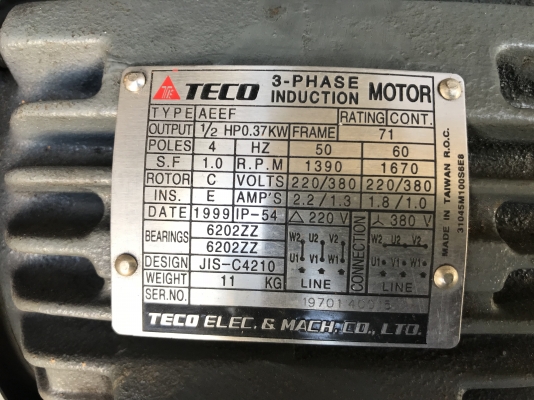 TECO 3-PHASE INDUCTION MOTOR
TYPE AEEF RATING CONT.
OUTPUT 1/2 HP0.37KW FRAME 71
POLES 4 HZ 50 60
S.F 1.0 R.P.M 1390 1670
ROTOR C VOLTS 220/380 220/380
INS. E AMP'S 2.2/1.3 1.8/1.0
DATE 1999 IP-54 △ 220 V 380 V
BEARINGS 6202ZZ 6202ZZ
CONNECTION
W2 U2 V2 W2 U2 V2
U1 V1 W1 U1 V1 W1
LINE LINE
DESIGN JIS-C4210
WEIGHT 11 KG
SER.NO.
TECO ELEC. & MACH. CO., LTD.
MADE IN TAIWAN R.O.C.
31045M100S6E8